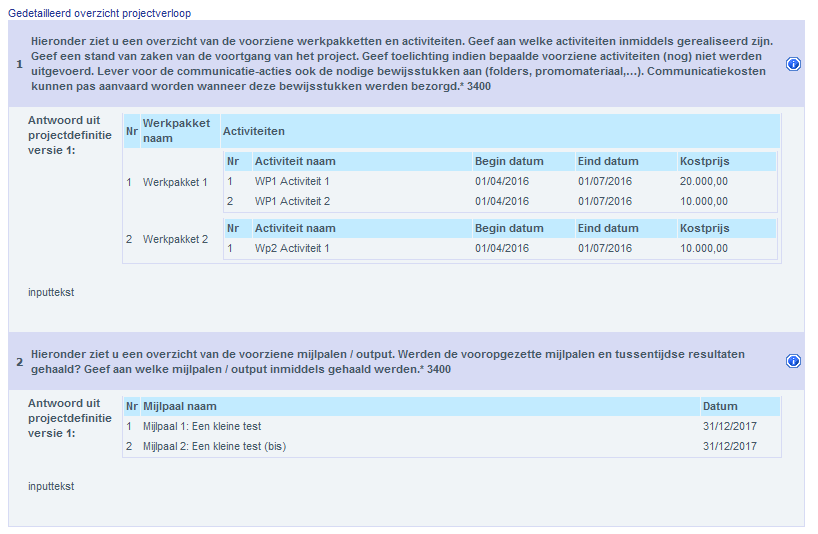 Gedetailleerd overzicht projectverloop
1 Hieronder ziet u een overzicht van de voorziene werkpakketten en activiteiten. Geef aan welke activiteiten inmiddels gerealiseerd zijn.
Geef een stand van zaken van de voortgang van het project. Geef toelichting indien bepaalde voorziene activiteiten (nog) niet werden
uitgevoerd. Lever voor de communicatie-acties ook de nodige bewijsstukken aan (folders, promomateriaal,...). Communicatiekosten
kunnen pas aanvaard worden wanneer deze bewijsstukken werden bezorgd.* 3400
Antwoord uit
projectdefinitie
versie 1:
Nr Werkpakket naam Activiteiten
Nr Activiteit naam Begin datum Eind datum Kostprijs
1 Werkpakket 1
1 WP1 Activiteit 1 01/04/2016 01/07/2016 20.000,00
2 WP1 Activiteit 2 01/04/2016 01/07/2016 10.000,00
Nr Activiteit naam Begin datum Eind datum Kostprijs
2 Werkpakket 2
1 Wp2 Activiteit 1 01/04/2016 01/07/2016 10.000,00
inputtekst
2 Hieronder ziet u een overzicht van de voorziene mijlpalen / output. Werden de vooropgezette mijlpalen en tussentijdse resultaten
gehaald? Geef aan welke mijlpalen / output inmiddels gehaald werden.* 3400
Antwoord uit
projectdefinitie
versie 1:
Nr Mijlpaal naam Datum
1 Mijlpaal 1: Een kleine test 31/12/2017
2 Mijlpaal 2: Een kleine test (bis) 31/12/2017
inputtekst